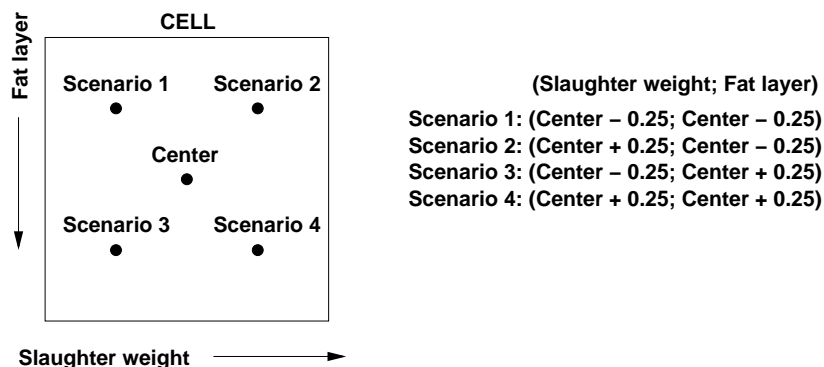 CELL
Fat layer
Scenario 1
Scenario 2
Center
Scenario 3
Scenario 4
Slaughter weight
(Slaughter weight; Fat layer)
Scenario 1: (Center − 0.25; Center − 0.25)
Scenario 2: (Center + 0.25; Center − 0.25)
Scenario 3: (Center − 0.25; Center + 0.25)
Scenario 4: (Center + 0.25; Center + 0.25)